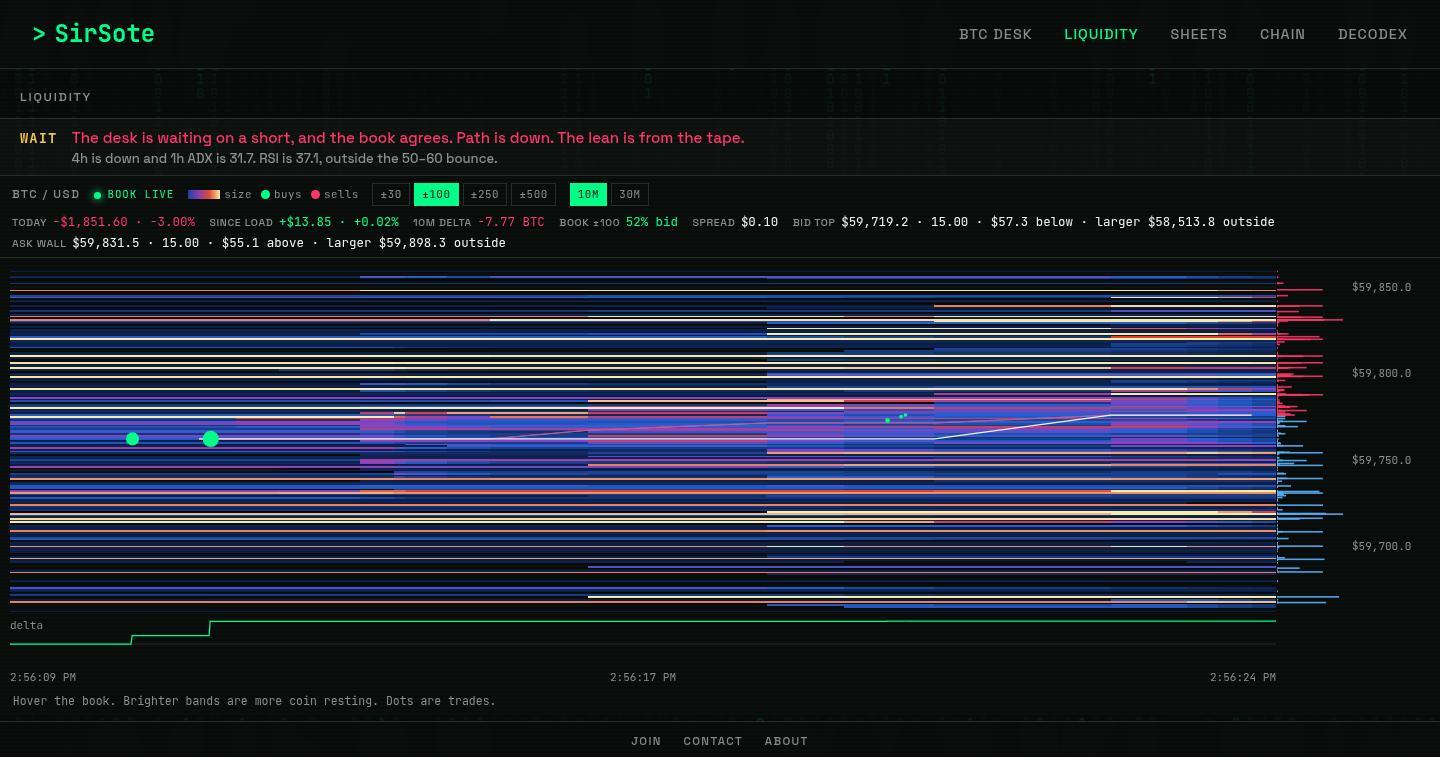 > SirSote
BTC DESK LIQUIDITY SHEETS CHAIN DECODEX
LIQUIDITY
WAIT The desk is waiting on a short, and the book agrees. Path is down. The lean is from the tape.
4h is down and 1h ADX is 31.7. RSI is 37.1, outside the 50–60 bounce.
BTC / USD BOOK LIVE size buys sells ±30 ±100 ±250 ±500 10M 30M
TODAY -$1,851.60 · -3.00% SINCE LOAD +$13.85 · +0.02% 10M DELTA -7.77 BTC BOOK ±100 52% bid SPREAD $0.10 BID TOP $59,719.2 · 15.00 · $57.3 below · larger $58,513.8 outside
ASK WALL $59,831.5 · 15.00 · $55.1 above · larger $59,898.3 outside
$59,850.0
$59,800.0
$59,750.0
$59,700.0
delta
2:56:09 PM 2:56:17 PM 2:56:24 PM
Hover the book. Brighter bands are more coin resting. Dots are trades.
JOIN CONTACT ABOUT